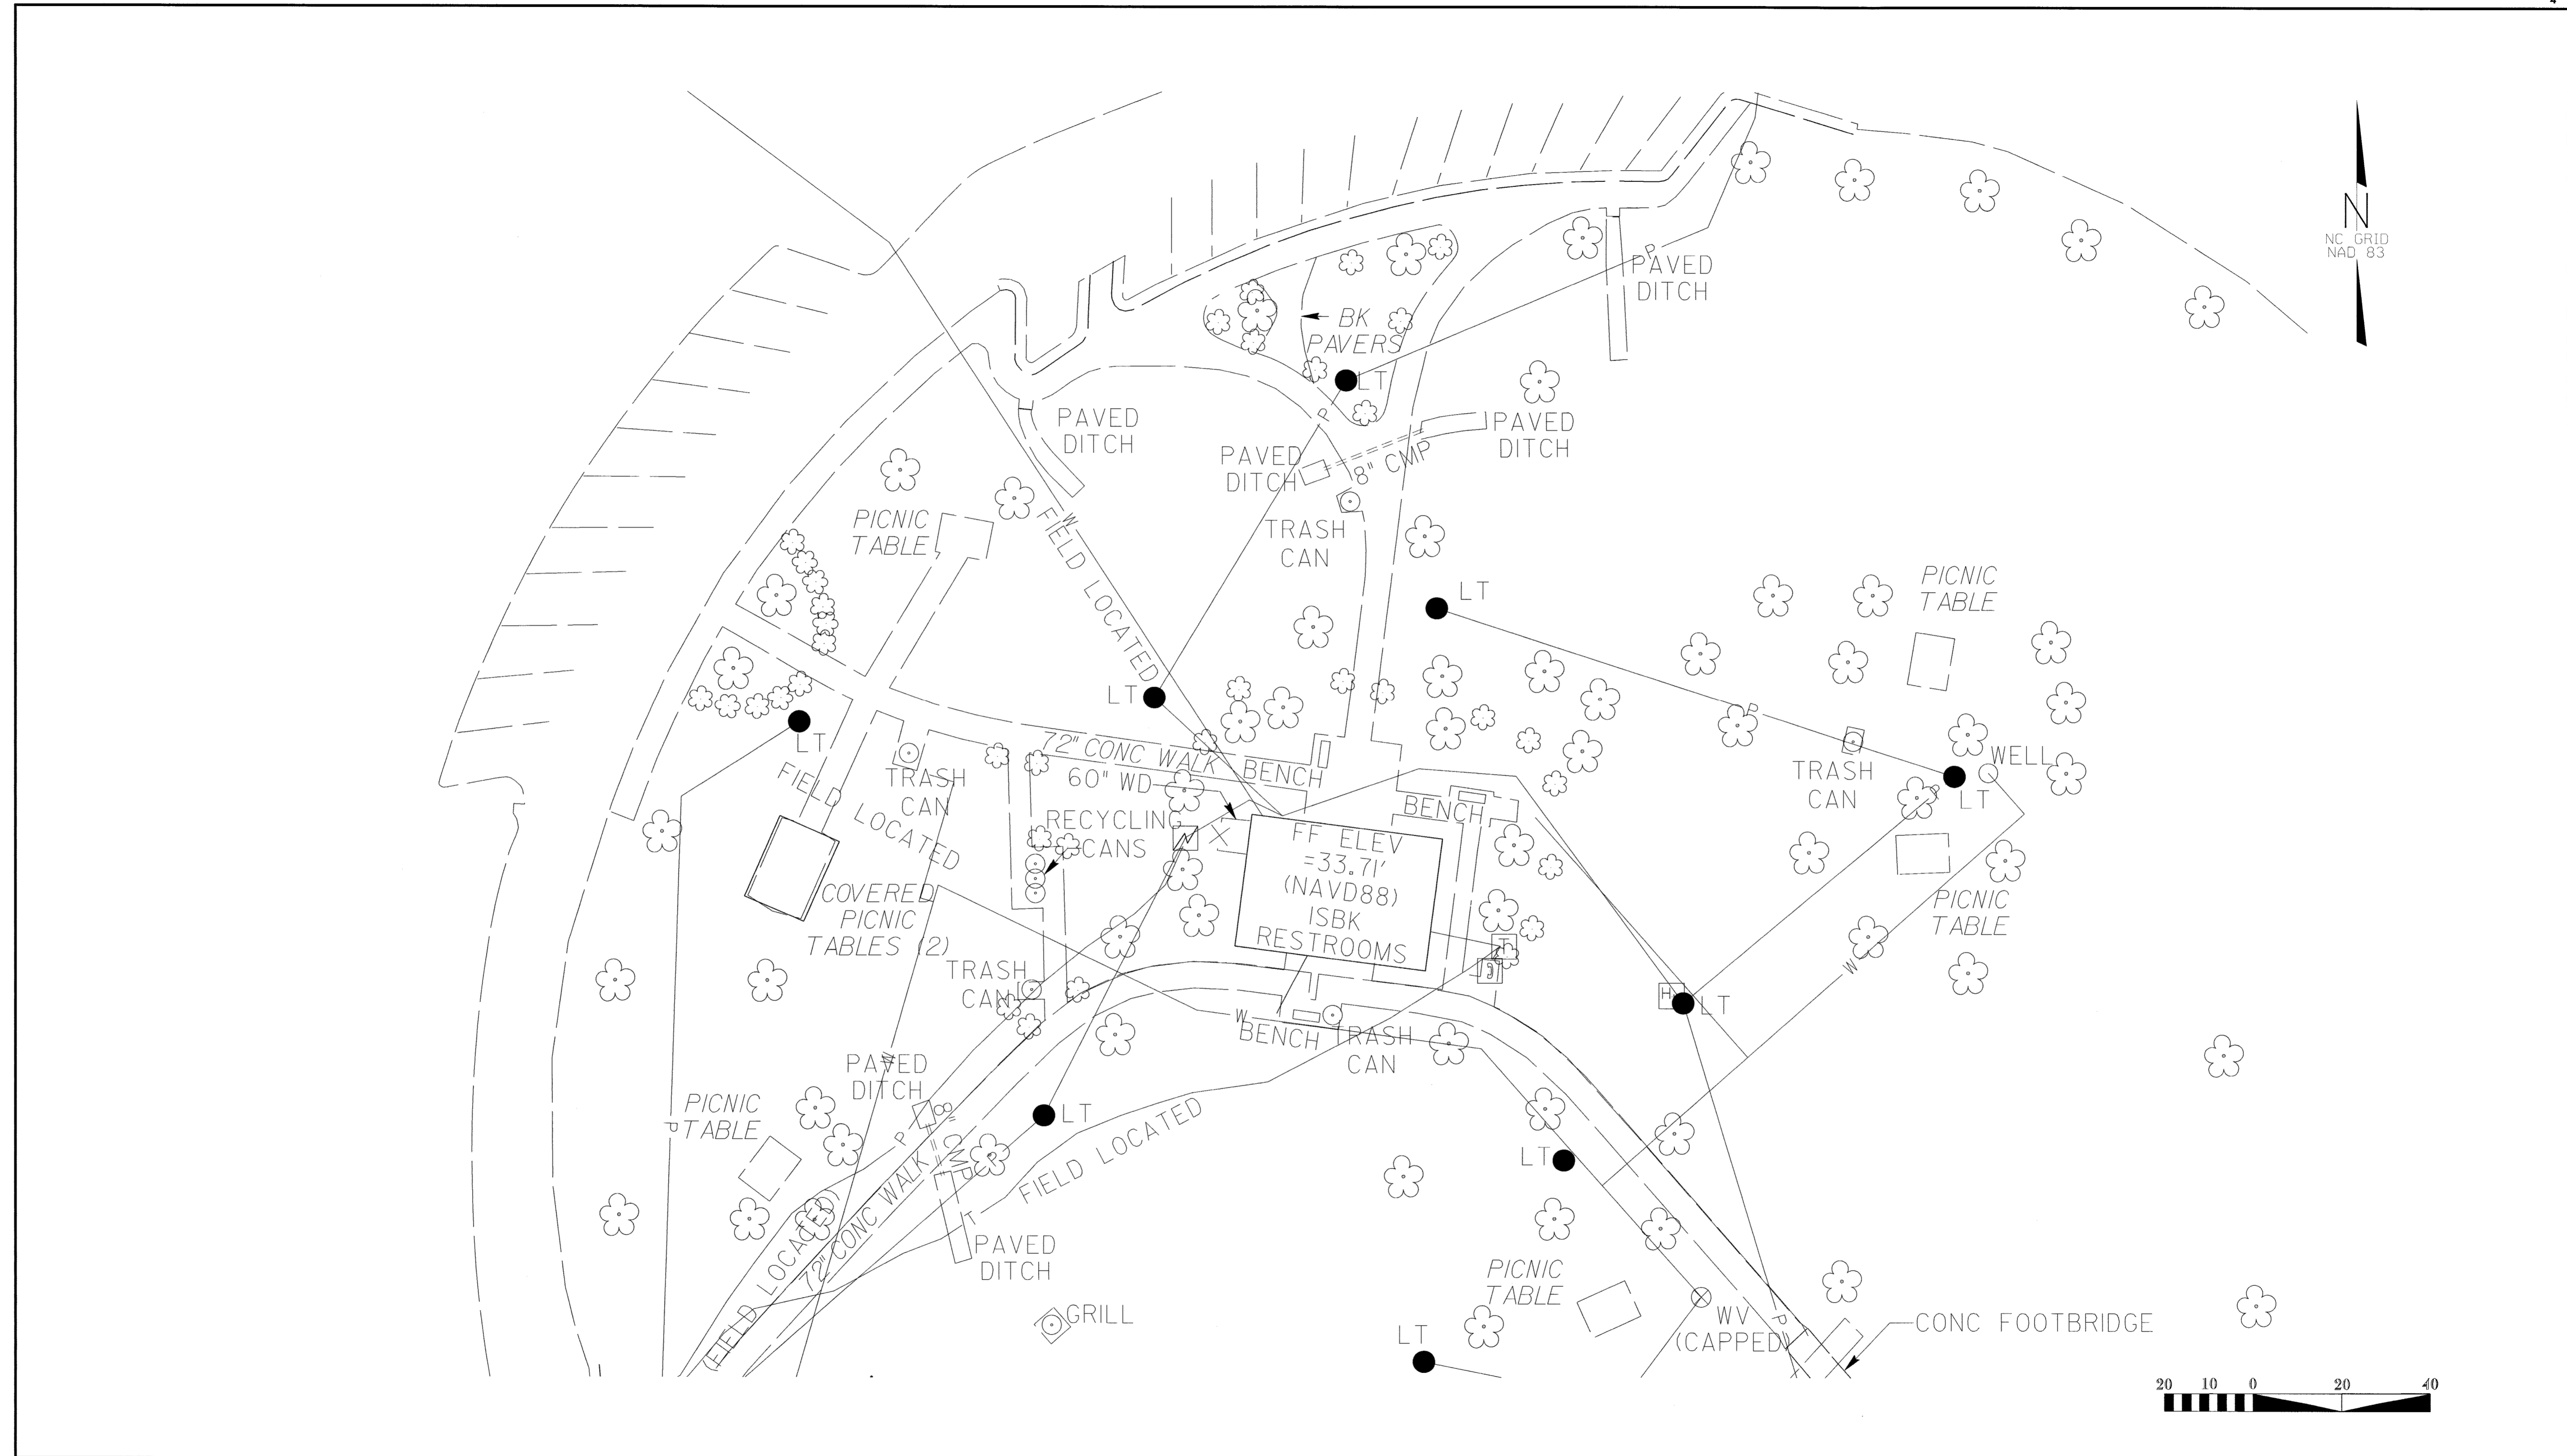 N
NC GRID
NAD 83
P
PAVED
DITCH
BK
PAVERS
LT
P
PAVED
DITCH
PAVED
DITCH
PAVED
DITCH
8" CMP
TRASH
CAN
PICNIC
TABLE
W
FIELD LOCATED
LT
LT
PICNIC
TABLE
P
LT
LT
FIELD LOCATED
TRASH
CAN
72" CONC WALK
60" WD
BENCH
BENCH
WELL
TRASH
CAN
LT
P
RECYCLING
CANS
FF ELEV
=33.71'
(NAVD88)
1SBK
RESTROOMS
COVERED
PICNIC
TABLES (2)
PICNIC
TABLE
T
W
TRASH
CAN
H
LT
W
BENCH
TRASH
CAN
W
PAVED
DITCH
PICNIC
TABLE
P
P
8" CMP
P
LT
FIELD LOCATED
T
LT
72" CONC WALK
(FIELD LOCATED)
PAVED
DITCH
GRILL
PICNIC
TABLE
LT
WV
(CAPPED)
P
CONC FOOTBRIDGE
20 10 0 20 40